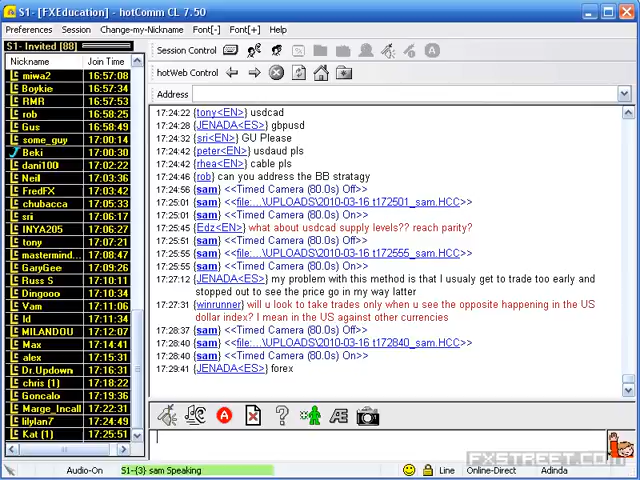 S1- [FXEducation] - hotComm CL 7.50
Preferences Session Change-my-Nickname Font[-] Font[+] Help
S1- Invited [88]
Nickname Join Time
miwa2 16:57:08
Boykie 16:57:34
RMR 16:57:53
rob 16:58:25
Gus 16:58:49
some_guy 17:00:14
Beki 17:00:30
dani100 17:02:22
Neil 17:03:36
FredFX 17:03:42
chubacca 17:05:33
sri 17:06:17
INYA205 17:06:27
tony 17:07:21
mastermind... 17:08:47
GaryGee 17:09:26
Russ S 17:10:11
Dingooo 17:10:34
Vam 17:11:06
Id 17:11:34
MILANDOU 17:12:07
Max 17:14:41
alex 17:15:31
Dr.Updown 17:16:31
chris (1) 17:18:22
Goncalo 17:19:36
Marge_Incall 17:22:31
lilylan7 17:24:49
Kat (1) 17:25:51
Session Control
hotWeb Control
Address
17:24:22 {tony<EN>} usdcad
17:24:28 {JENADA<ES>} gbpusd
17:24:32 {sri<EN>} GU Please
17:24:42 {peter<EN>} usdaud pls
17:24:42 {rhea<EN>} cable pls
17:24:46 {rob} can you address the BB stratagy
17:24:56 {sam} <<Timed Camera (80.0s) Off>>
17:25:01 {sam} <<file:...\UPLOADS\2010-03-16 t172501_sam.HCC>>
17:25:01 {sam} <<Timed Camera (80.0s) On>>
17:25:45 {Edz<EN>} what about usdcad supply levels?? reach parity?
17:25:55 {sam} <<file:...\UPLOADS\2010-03-16 t172555_sam.HCC>>
17:25:55 {sam} <<Timed Camera (80.0s) On>>
17:27:12 {JENADA<ES>} my problem with this method is that I usualy get to trade too early and
stopped out to see the price go in my way latter
17:27:31 {winrunner} will u look to take trades only when u see the opposite happening in the US
dollar index? I mean in the US against other currencies
17:28:37 {sam} <<Timed Camera (80.0s) Off>>
17:28:40 {sam} <<file:...\UPLOADS\2010-03-16 t172840_sam.HCC>>
17:28:40 {sam} <<Timed Camera (80.0s) On>>
17:29:41 {JENADA<ES>} forex
FXSTREET.COM
Audio-On S1-{3} sam Speaking Line Online-Direct Adinda